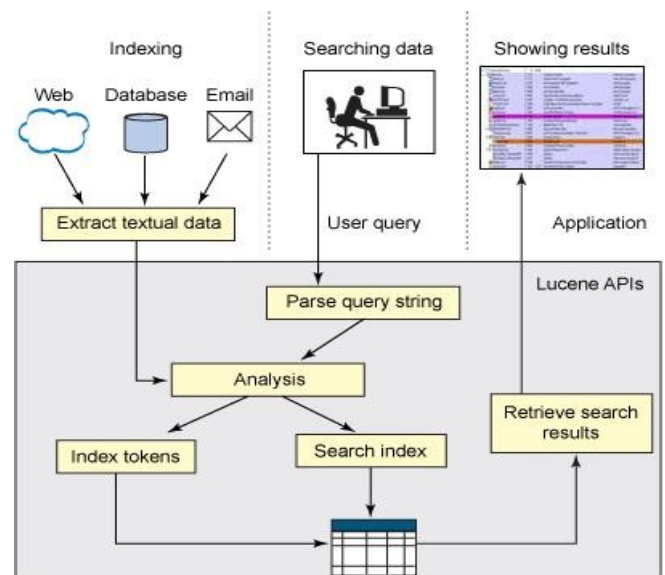 Indexing
Searching data
Showing results
Web
Database
Email
Extract textual data
User query
Application
Lucene APIs
Parse query string
Analysis
Retrieve search
results
Index tokens
Search index